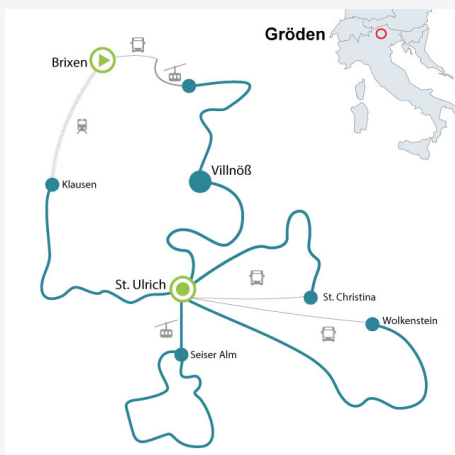 Gröden
Brixen
Villnöß
Klausen
St. Ulrich
St. Christina
Wolkenstein
Seiser Alm